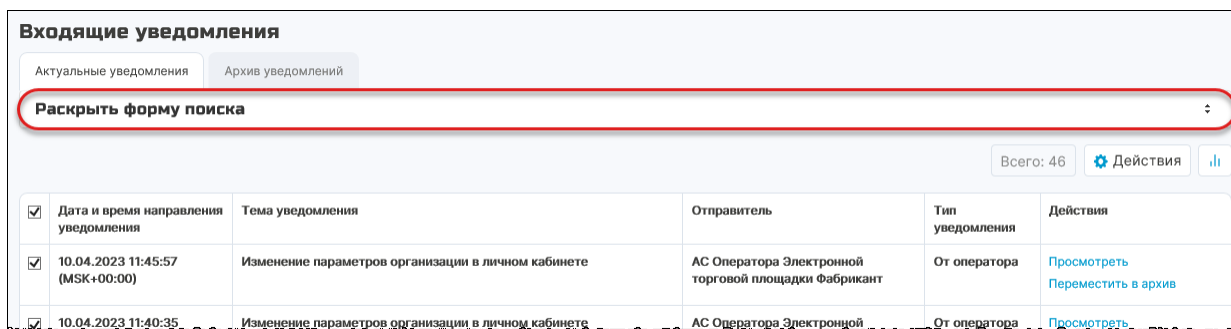 Входящие уведомления
Актуальные уведомления Архив уведомлений
Раскрыть форму поиска
Всего: 46 Действия
Дата и время направления уведомления Тема уведомления Отправитель Тип уведомления Действия
10.04.2023 11:45:57 (MSK+00:00) Изменение параметров организации в личном кабинете АС Оператора Электронной торговой площадки Фабрикант От оператора Просмотреть
Переместить в архив
10.04.2023 11:40:35 Изменение параметров организации в личном кабинете АС Оператора Электронной От оператора Просмотреть